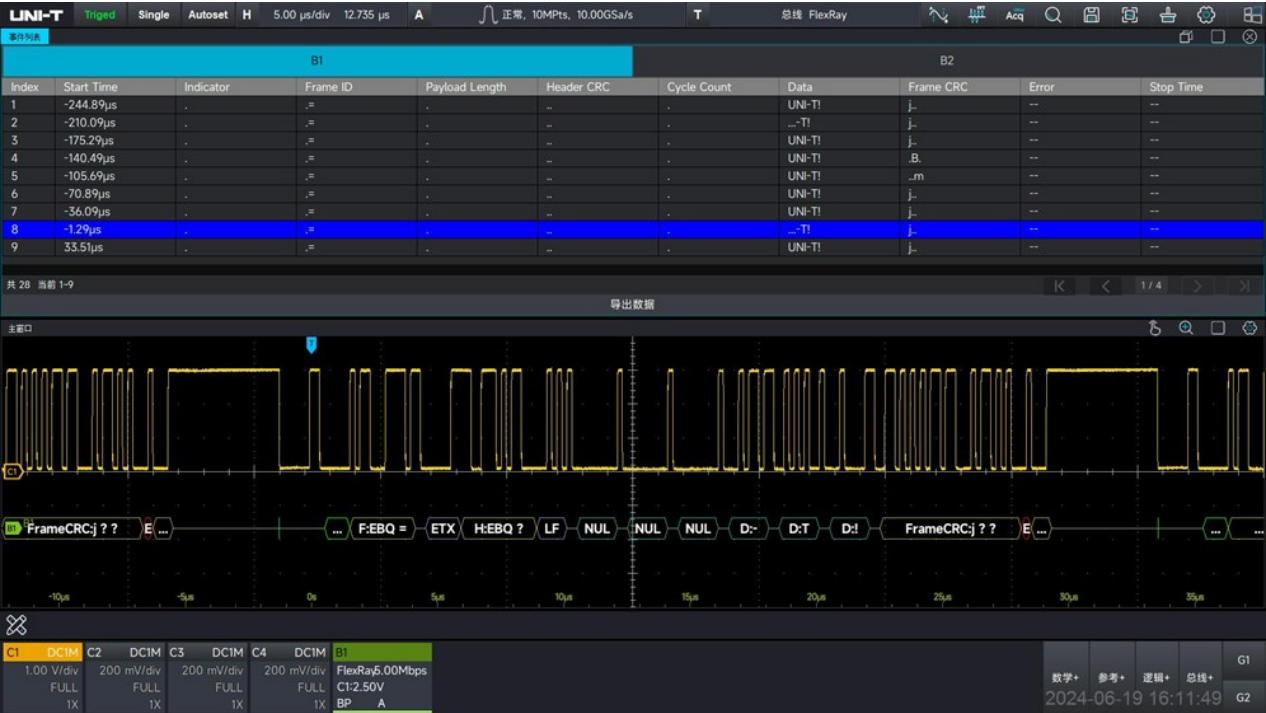 UNI-T Triged Single Autoset H 5.00 μs/div 12.735 μs A 正常, 10MPts, 10.00GSa/s T 总线 FlexRay Acq
事件列表
B1 B2
Index Start Time Indicator Frame ID Payload Length Header CRC Cycle Count Data Frame CRC Error Stop Time
1 -244.89μs . .= . .. . UNI-T! j.. -- --
2 -210.09μs . .= . .. . ...-T! j.. -- --
3 -175.29μs . .= . .. . UNI-T! j.. -- --
4 -140.49μs . .= . .. . UNI-T! .B. -- --
5 -105.69μs . .= . .. . UNI-T! ..m -- --
6 -70.89μs . .= . .. . UNI-T! j.. -- --
7 -36.09μs . .= . .. . UNI-T! j.. -- --
8 -1.29μs . .= . .. . ...-T! j.. -- --
9 33.51μs . .= . .. . UNI-T! j.. -- --
共 28 当前 1-9 1 / 4
导出数据
主窗口
T
C1
B1 FrameCRC:j ? ? E ... ... F:EBQ = ETX H:EBQ ? LF NUL NUL NUL D:- D:T D:! FrameCRC:j ? ? E ... ... ...
-10μs -5μs 0s 5μs 10μs 15μs 20μs 25μs 30μs 35μs
C1 DC1M C2 DC1M C3 DC1M C4 DC1M B1
1.00 V/div 200 mV/div 200 mV/div 200 mV/div FlexRay5.00Mbps
FULL FULL FULL FULL C1:2.50V
1X 1X 1X 1X BP A
数学+ 参考+ 逻辑+ 总线+ G1
2024-06-19 16:11:49 G2